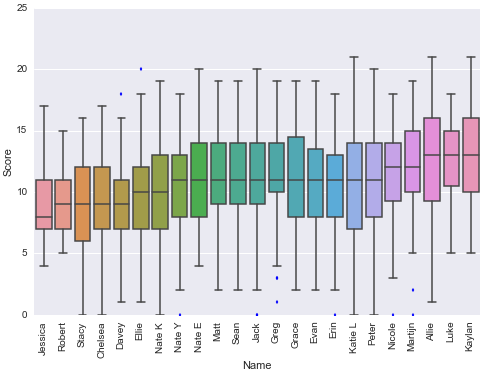 25
20
15
10
5
0
Score
Jessica
Robert
Stacy
Chelsea
Davey
Ellie
Nate K
Nate Y
Nate E
Matt
Sean
Jack
Greg
Grace
Evan
Erin
Katie L
Peter
Nicole
Martijn
Allie
Luke
Kaylan
Name